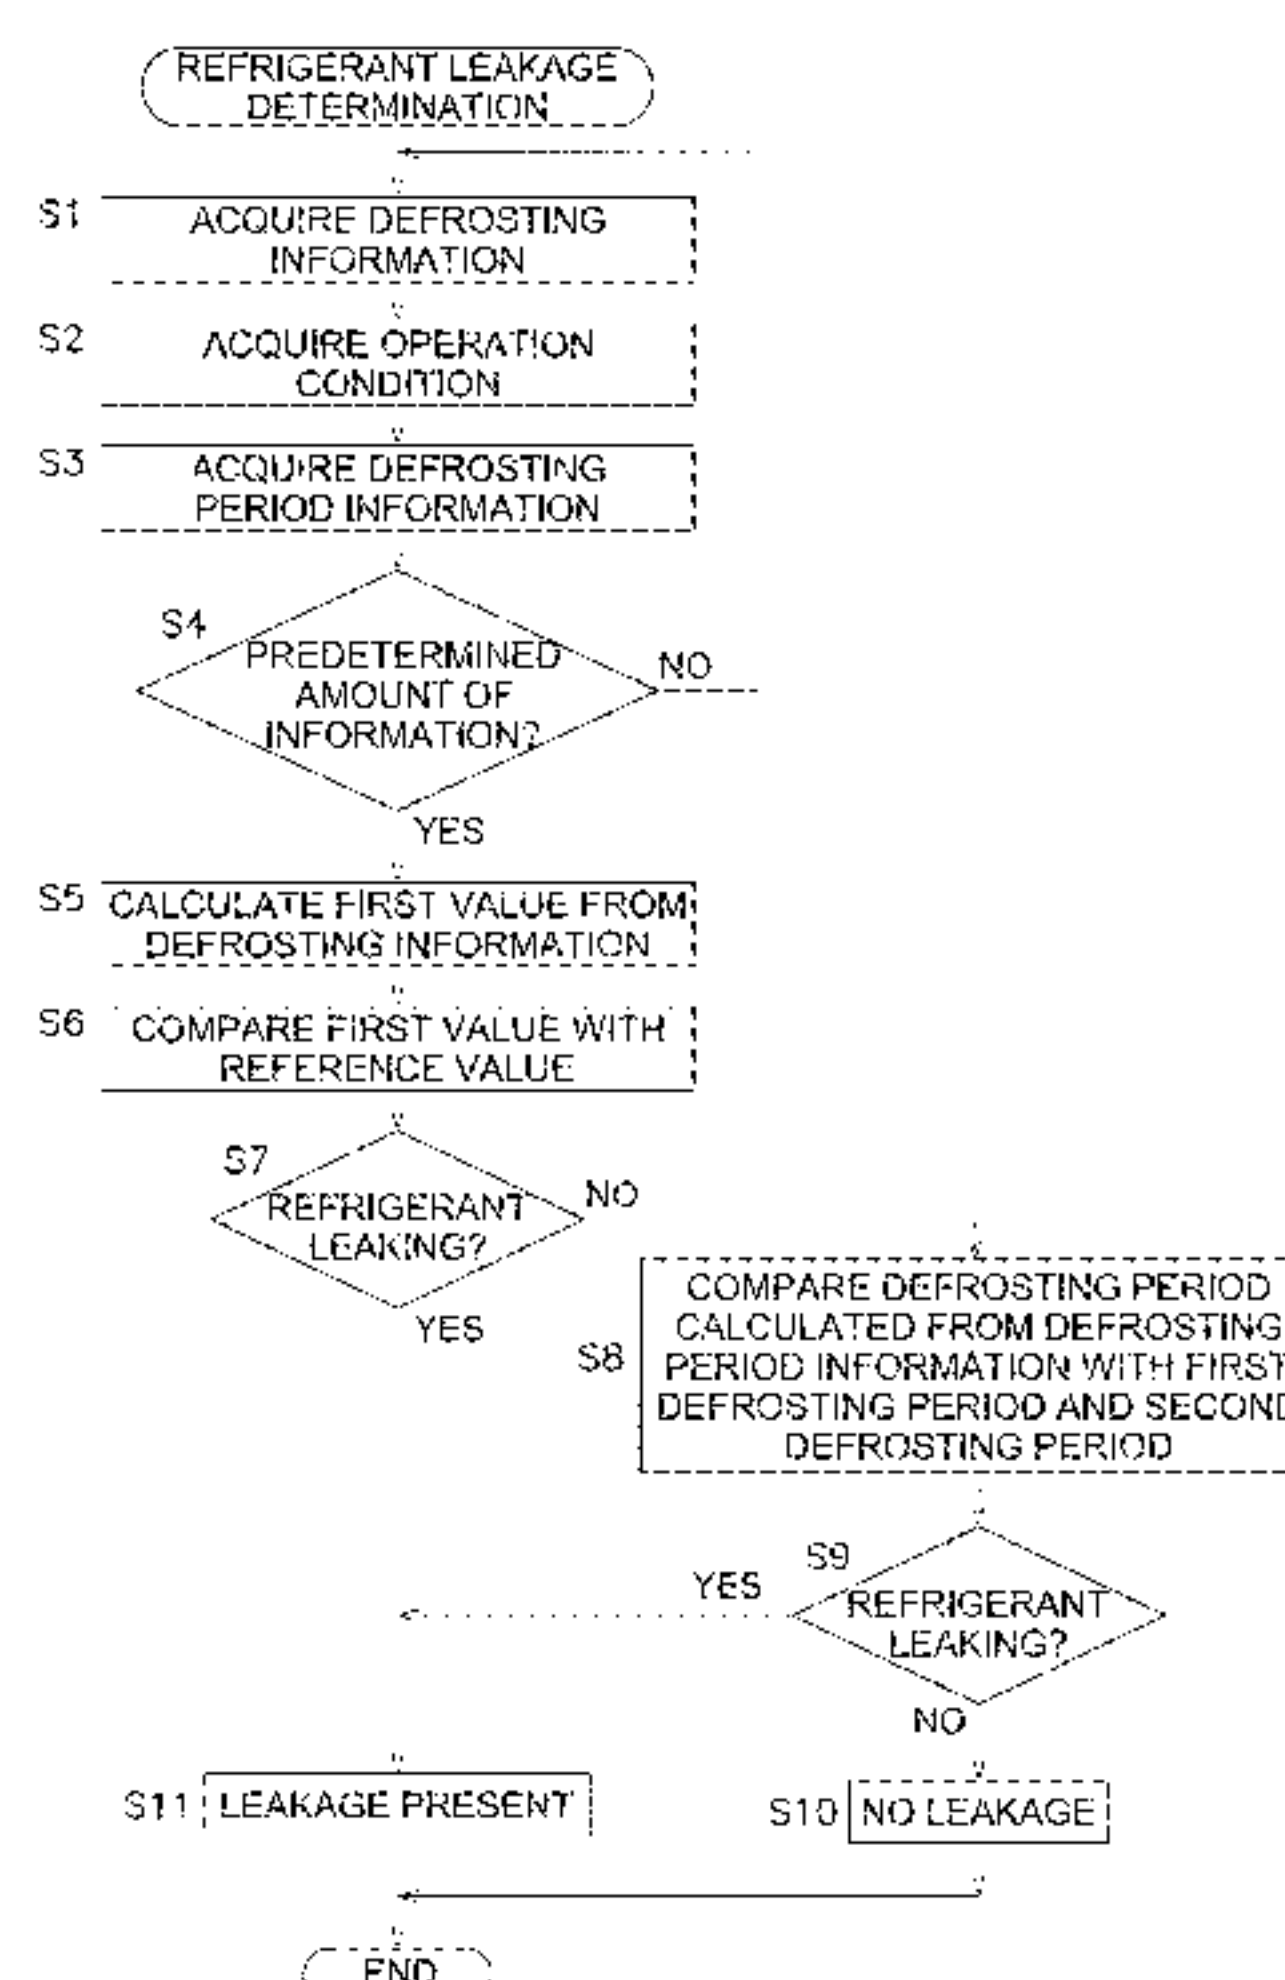 REFRIGERANT LEAKAGE
DETERMINATION
S1
ACQUIRE DEFROSTING
INFORMATION
S2
ACQUIRE OPERATION
CONDITION
S3
ACQUIRE DEFROSTING
PERIOD INFORMATION
S4
PREDETERMINED
AMOUNT OF
INFORMATION?
NO
YES
S5
CALCULATE FIRST VALUE FROM
DEFROSTING INFORMATION
S6
COMPARE FIRST VALUE WITH
REFERENCE VALUE
S7
REFRIGERANT
LEAKING?
NO
YES
S8
COMPARE DEFROSTING PERIOD
CALCULATED FROM DEFROSTING
PERIOD INFORMATION WITH FIRST
DEFROSTING PERIOD AND SECOND
DEFROSTING PERIOD
S9
REFRIGERANT
LEAKING?
YES
NO
S11
LEAKAGE PRESENT
S10
NO LEAKAGE
END